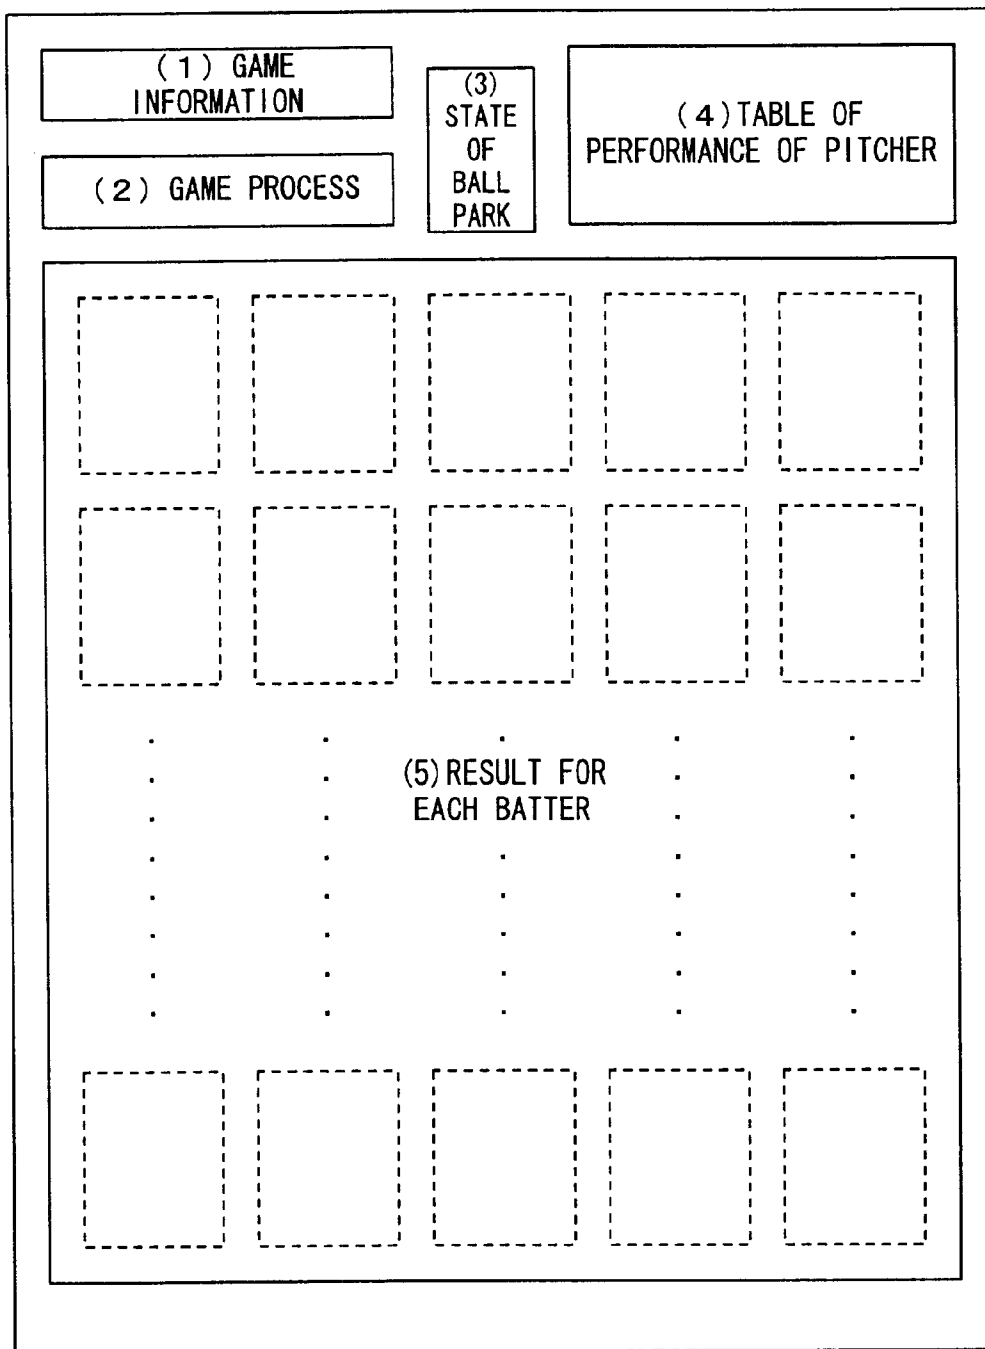 (1) GAME
INFORMATION
(2) GAME PROCESS
(3)
STATE
OF
BALL
PARK
(4)TABLE OF
PERFORMANCE OF PITCHER
(5)RESULT FOR
EACH BATTER